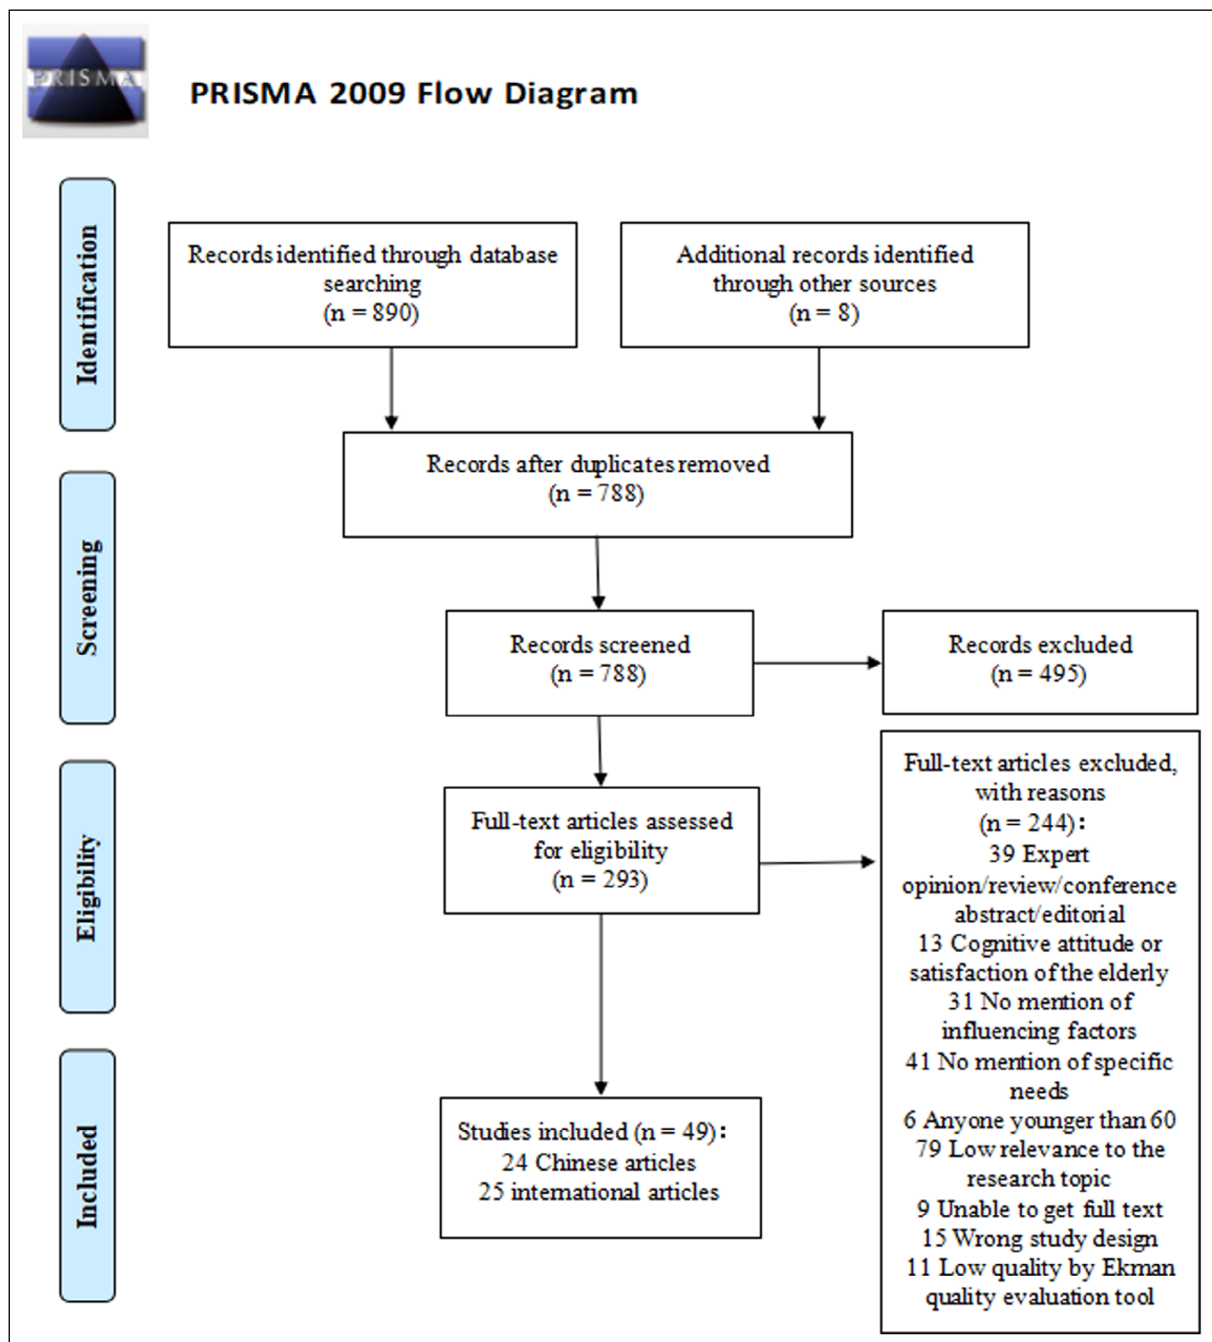 PRISMA
PRISMA 2009 Flow Diagram
Identification
Records identified through database
searching
(n = 890)
Additional records identified
through other sources
(n = 8)
Records after duplicates removed
(n = 788)
Screening
Records screened
(n = 788)
Records excluded
(n = 495)
Eligibility
Full-text articles assessed
for eligibility
(n = 293)
Full-text articles excluded,
with reasons
(n = 244)：
39 Expert
opinion/review/conference
abstract/editorial
13 Cognitive attitude or
satisfaction of the elderly
31 No mention of
influencing factors
41 No mention of specific
needs
6 Anyone younger than 60
79 Low relevance to the
research topic
9 Unable to get full text
15 Wrong study design
11 Low quality by Ekman
quality evaluation tool
Included
Studies included (n = 49)：
24 Chinese articles
25 international articles